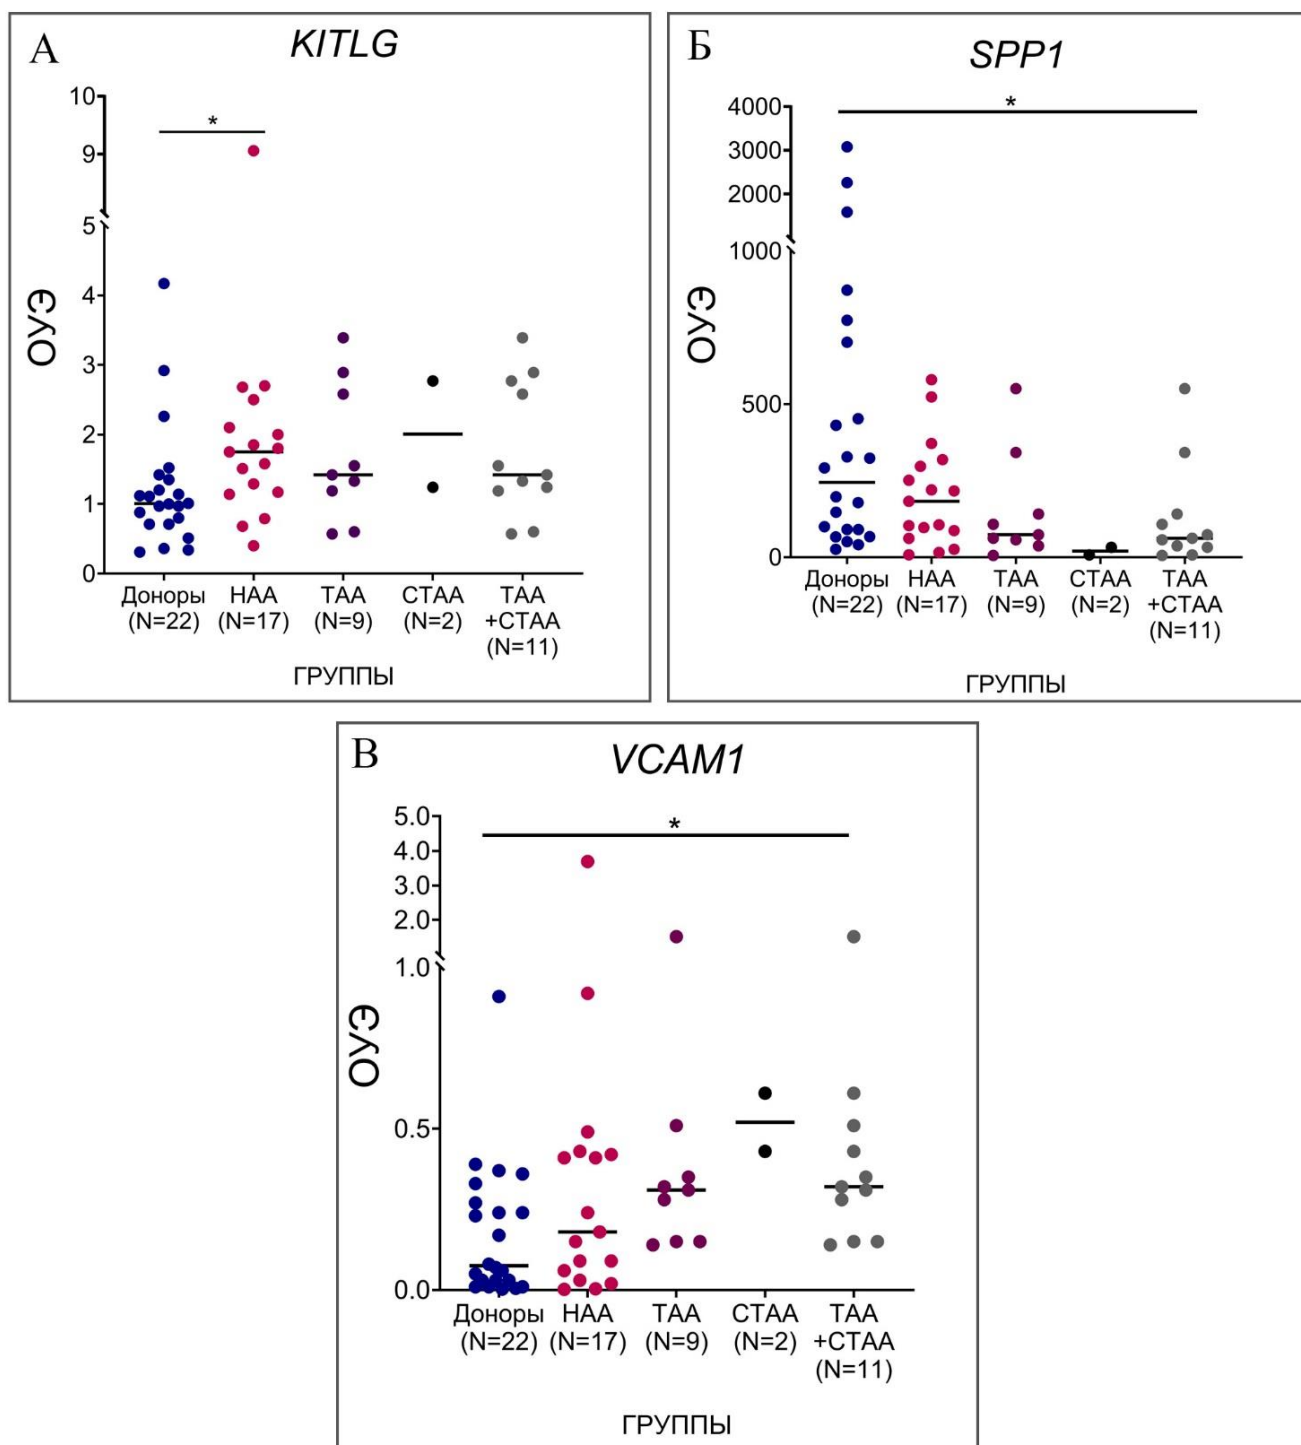 А
KITLG
10
*
9
5
4
3
2
1
0
ОУЭ
Доноры НАА ТАА СТАА ТАА
(N=22) (N=17) (N=9) (N=2) +СТАА
(N=11)
ГРУППЫ
Б
SPP1
4000
*
3000
2000
1000
500
0
ОУЭ
Доноры НАА ТАА СТАА ТАА
(N=22) (N=17) (N=9) (N=2) +СТАА
(N=11)
ГРУППЫ
В
VCAM1
5.0
*
4.0
3.0
2.0
1.0
0.5
0.0
ОУЭ
Доноры НАА ТАА СТАА ТАА
(N=22) (N=17) (N=9) (N=2) +СТАА
(N=11)
ГРУППЫ